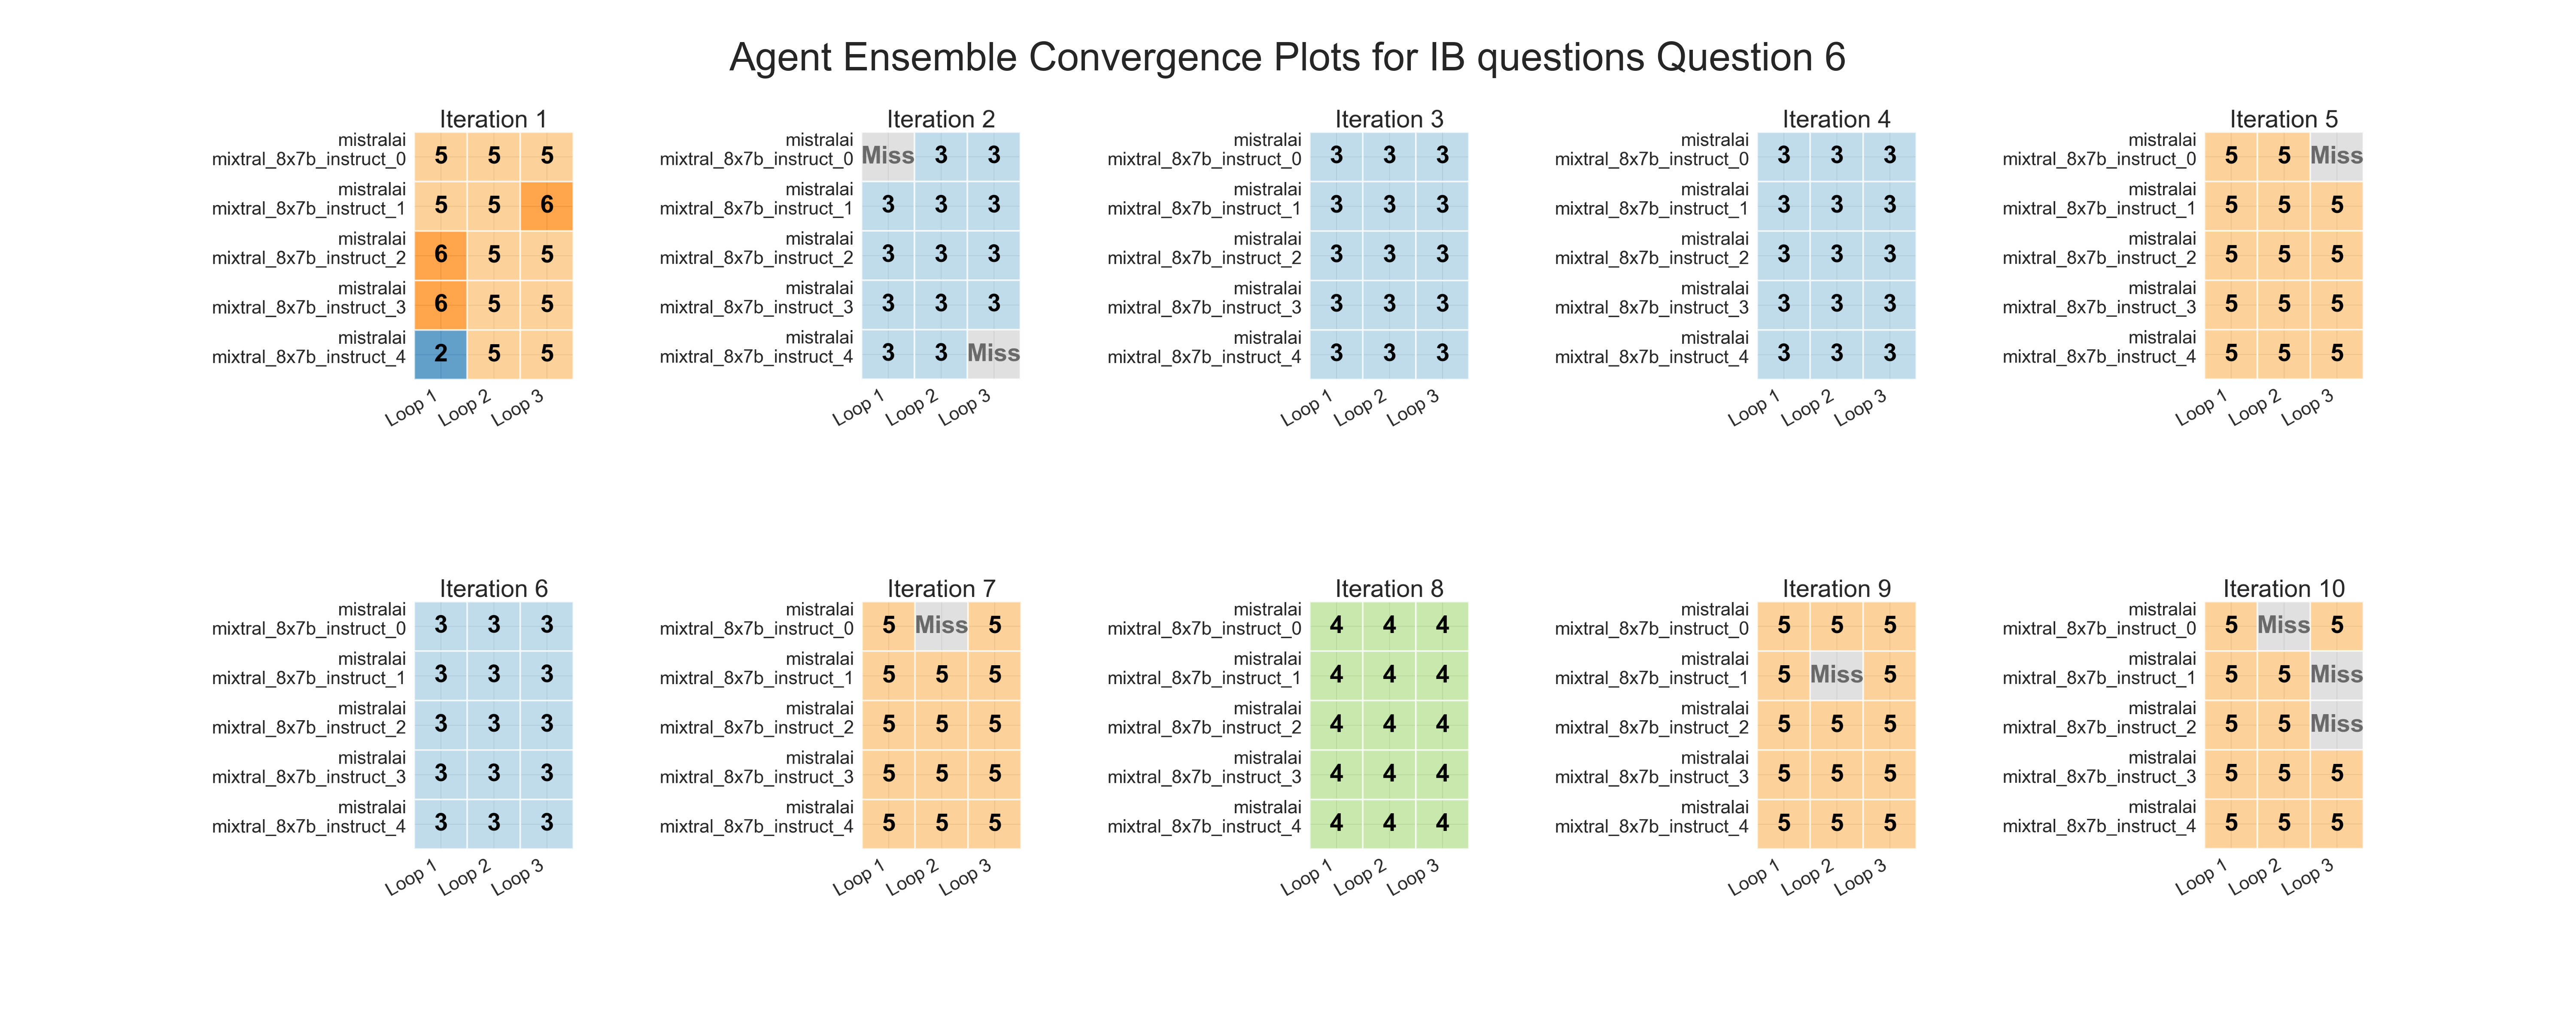 Agent Ensemble Convergence Plots for IB questions Question 6
Iteration 1
mistralai
mixtral_8x7b_instruct_0
5 5 5
mistralai
mixtral_8x7b_instruct_1
5 5 6
mistralai
mixtral_8x7b_instruct_2
6 5 5
mistralai
mixtral_8x7b_instruct_3
6 5 5
mistralai
mixtral_8x7b_instruct_4
2 5 5
Loop 1 Loop 2 Loop 3
Iteration 2
mistralai
mixtral_8x7b_instruct_0
Miss 3 3
mistralai
mixtral_8x7b_instruct_1
3 3 3
mistralai
mixtral_8x7b_instruct_2
3 3 3
mistralai
mixtral_8x7b_instruct_3
3 3 3
mistralai
mixtral_8x7b_instruct_4
3 3 Miss
Loop 1 Loop 2 Loop 3
Iteration 3
mistralai
mixtral_8x7b_instruct_0
3 3 3
mistralai
mixtral_8x7b_instruct_1
3 3 3
mistralai
mixtral_8x7b_instruct_2
3 3 3
mistralai
mixtral_8x7b_instruct_3
3 3 3
mistralai
mixtral_8x7b_instruct_4
3 3 3
Loop 1 Loop 2 Loop 3
Iteration 4
mistralai
mixtral_8x7b_instruct_0
3 3 3
mistralai
mixtral_8x7b_instruct_1
3 3 3
mistralai
mixtral_8x7b_instruct_2
3 3 3
mistralai
mixtral_8x7b_instruct_3
3 3 3
mistralai
mixtral_8x7b_instruct_4
3 3 3
Loop 1 Loop 2 Loop 3
Iteration 5
mistralai
mixtral_8x7b_instruct_0
5 5 Miss
mistralai
mixtral_8x7b_instruct_1
5 5 5
mistralai
mixtral_8x7b_instruct_2
5 5 5
mistralai
mixtral_8x7b_instruct_3
5 5 5
mistralai
mixtral_8x7b_instruct_4
5 5 5
Loop 1 Loop 2 Loop 3
Iteration 6
mistralai
mixtral_8x7b_instruct_0
3 3 3
mistralai
mixtral_8x7b_instruct_1
3 3 3
mistralai
mixtral_8x7b_instruct_2
3 3 3
mistralai
mixtral_8x7b_instruct_3
3 3 3
mistralai
mixtral_8x7b_instruct_4
3 3 3
Loop 1 Loop 2 Loop 3
Iteration 7
mistralai
mixtral_8x7b_instruct_0
5 Miss 5
mistralai
mixtral_8x7b_instruct_1
5 5 5
mistralai
mixtral_8x7b_instruct_2
5 5 5
mistralai
mixtral_8x7b_instruct_3
5 5 5
mistralai
mixtral_8x7b_instruct_4
5 5 5
Loop 1 Loop 2 Loop 3
Iteration 8
mistralai
mixtral_8x7b_instruct_0
4 4 4
mistralai
mixtral_8x7b_instruct_1
4 4 4
mistralai
mixtral_8x7b_instruct_2
4 4 4
mistralai
mixtral_8x7b_instruct_3
4 4 4
mistralai
mixtral_8x7b_instruct_4
4 4 4
Loop 1 Loop 2 Loop 3
Iteration 9
mistralai
mixtral_8x7b_instruct_0
5 5 5
mistralai
mixtral_8x7b_instruct_1
5 Miss 5
mistralai
mixtral_8x7b_instruct_2
5 5 5
mistralai
mixtral_8x7b_instruct_3
5 5 5
mistralai
mixtral_8x7b_instruct_4
5 5 5
Loop 1 Loop 2 Loop 3
Iteration 10
mistralai
mixtral_8x7b_instruct_0
5 Miss 5
mistralai
mixtral_8x7b_instruct_1
5 5 Miss
mistralai
mixtral_8x7b_instruct_2
5 5 Miss
mistralai
mixtral_8x7b_instruct_3
5 5 5
mistralai
mixtral_8x7b_instruct_4
5 5 5
Loop 1 Loop 2 Loop 3